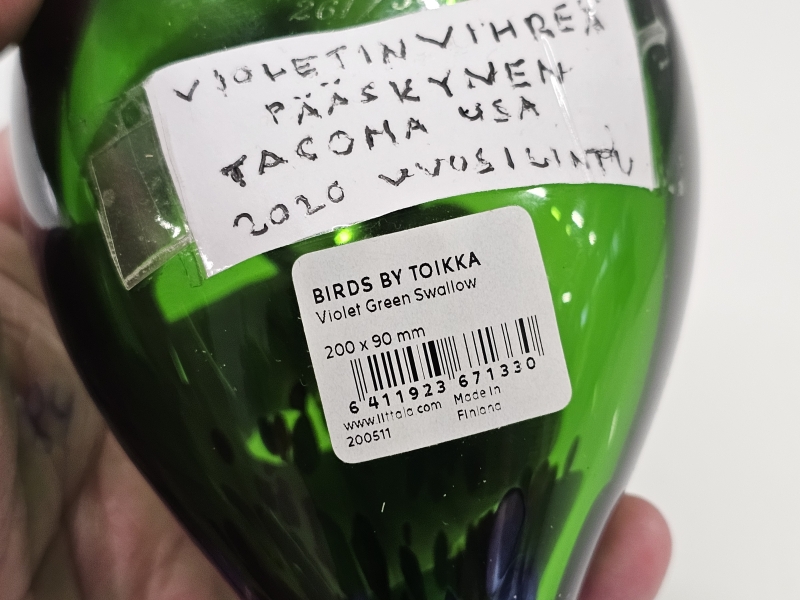 VIOLETINVIHREÄ
PÄÄSKYNEN
TACOMA USA
2020 VUOSILINTU
BIRDS BY TOIKKA
Violet Green Swallow
200 x 90 mm
6 411923 671330
www.iittala.com Made in
200511 Finland